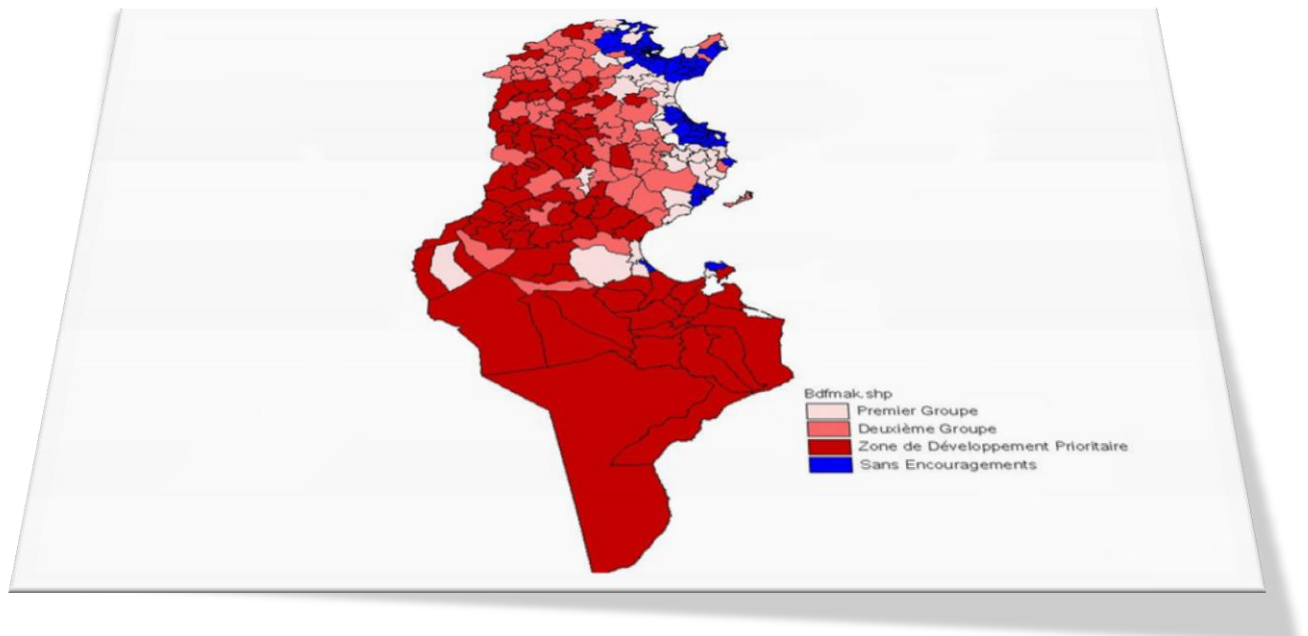 Bdfmak.shp
Premier Groupe
Deuxième Groupe
Zone de Développement Prioritaire
Sans Encouragements